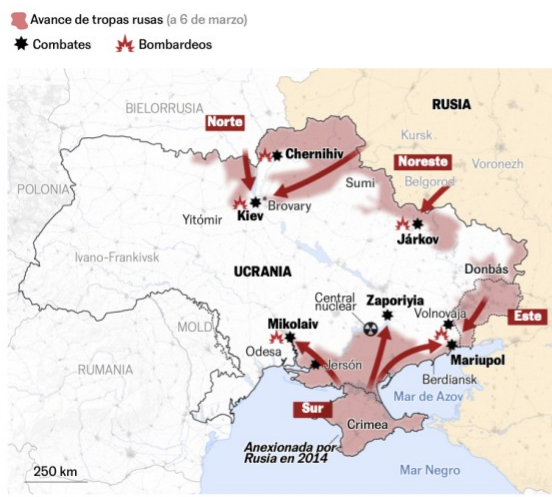 Avance de tropas rusas (a 6 de marzo)
Combates
Bombardeos
BIELORRUSIA
RUSIA
Norte
Kursk
Chernihiv
Noreste
Voronezh
POLONIA
Sumi
Belgorod
Yitómir
Kiev
Brovary
Járkov
Ivano-Frankivsk
UCRANIA
Donbás
Central
nuclear
Zaporiyia
Volnovaja
Este
MOLD.
Mikolaiv
Odesa
Jersón
Mariupol
RUMANIA
Berdiansk
Mar de Azov
Sur
Crimea
Anexionada por
Rusia en 2014
250 km
Mar Negro